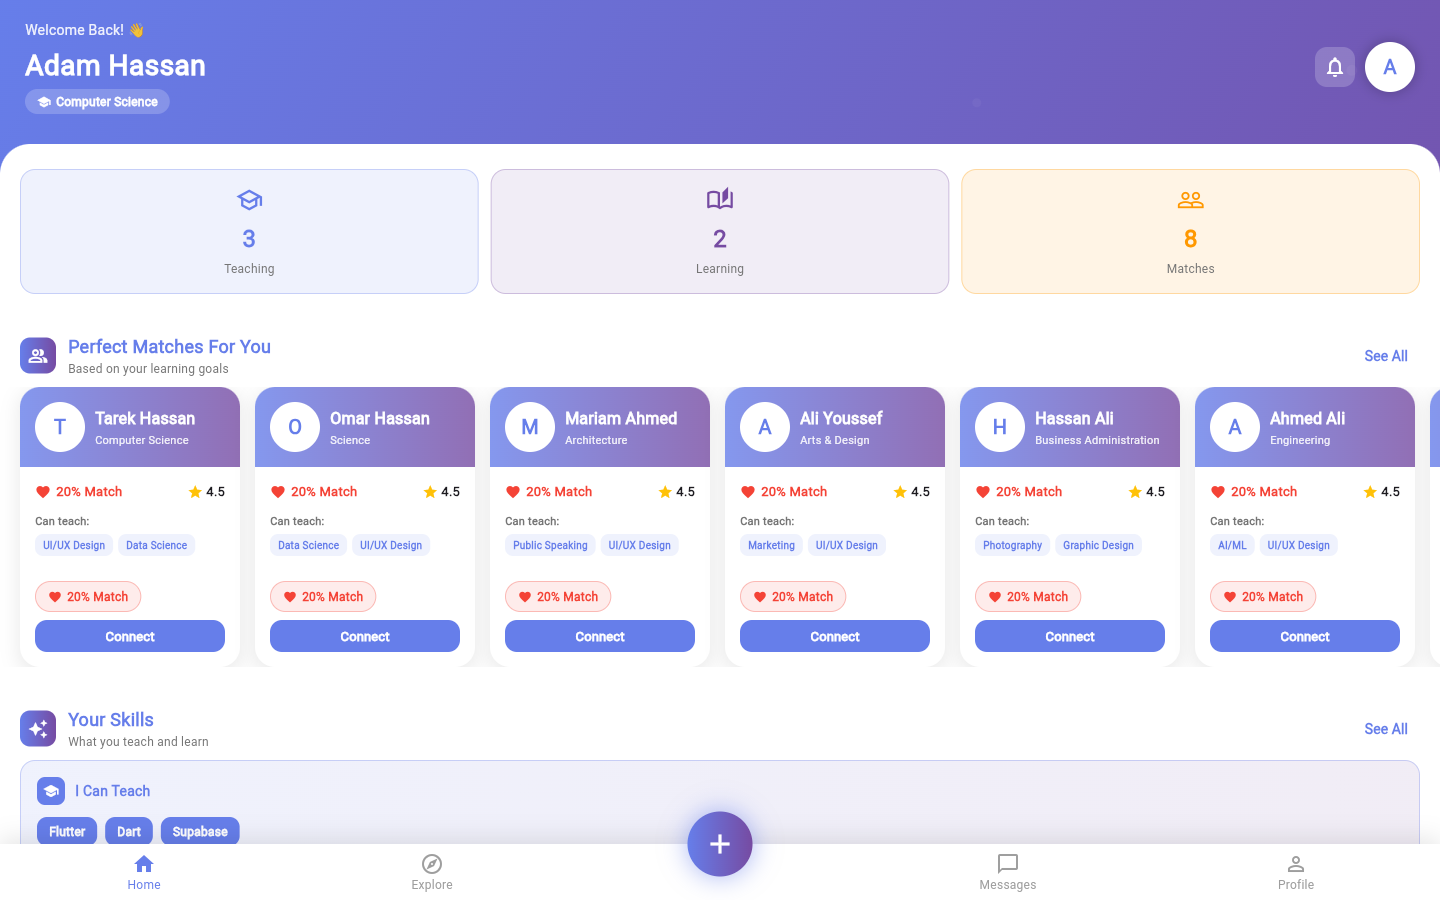 Welcome Back! 👋
Adam Hassan
A
Computer Science
3
Teaching
2
Learning
8
Matches
Perfect Matches For You
Based on your learning goals
See All
T
Tarek Hassan
Computer Science
20% Match
4.5
Can teach:
UI/UX Design
Data Science
20% Match
Connect
O
Omar Hassan
Science
20% Match
4.5
Can teach:
Data Science
UI/UX Design
20% Match
Connect
M
Mariam Ahmed
Architecture
20% Match
4.5
Can teach:
Public Speaking
UI/UX Design
20% Match
Connect
A
Ali Youssef
Arts & Design
20% Match
4.5
Can teach:
Marketing
UI/UX Design
20% Match
Connect
H
Hassan Ali
Business Administration
20% Match
4.5
Can teach:
Photography
Graphic Design
20% Match
Connect
A
Ahmed Ali
Engineering
20% Match
4.5
Can teach:
AI/ML
UI/UX Design
20% Match
Connect
Your Skills
What you teach and learn
See All
I Can Teach
Flutter
Dart
Supabase
Home
Explore
Messages
Profile